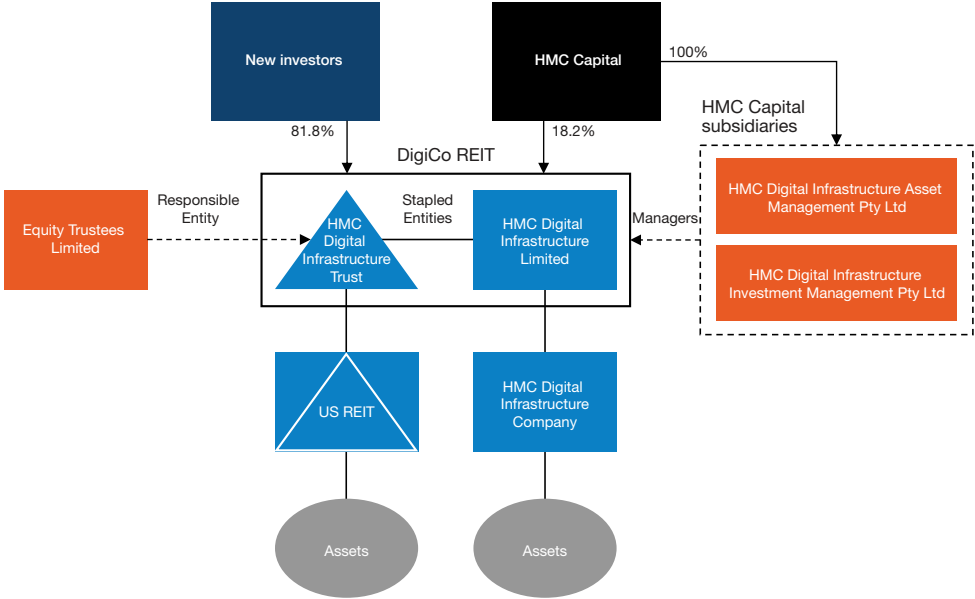 New investors
HMC Capital
100%
81.8%
18.2%
HMC Capital
subsidiaries
DigiCo REIT
Equity Trustees
Limited
Responsible
Entity
HMC
Digital
Infrastructure
Trust
Stapled
Entities
HMC Digital
Infrastructure
Limited
Managers
HMC Digital Infrastructure Asset
Management Pty Ltd
HMC Digital Infrastructure
Investment Management Pty Ltd
US REIT
HMC Digital
Infrastructure
Company
Assets
Assets